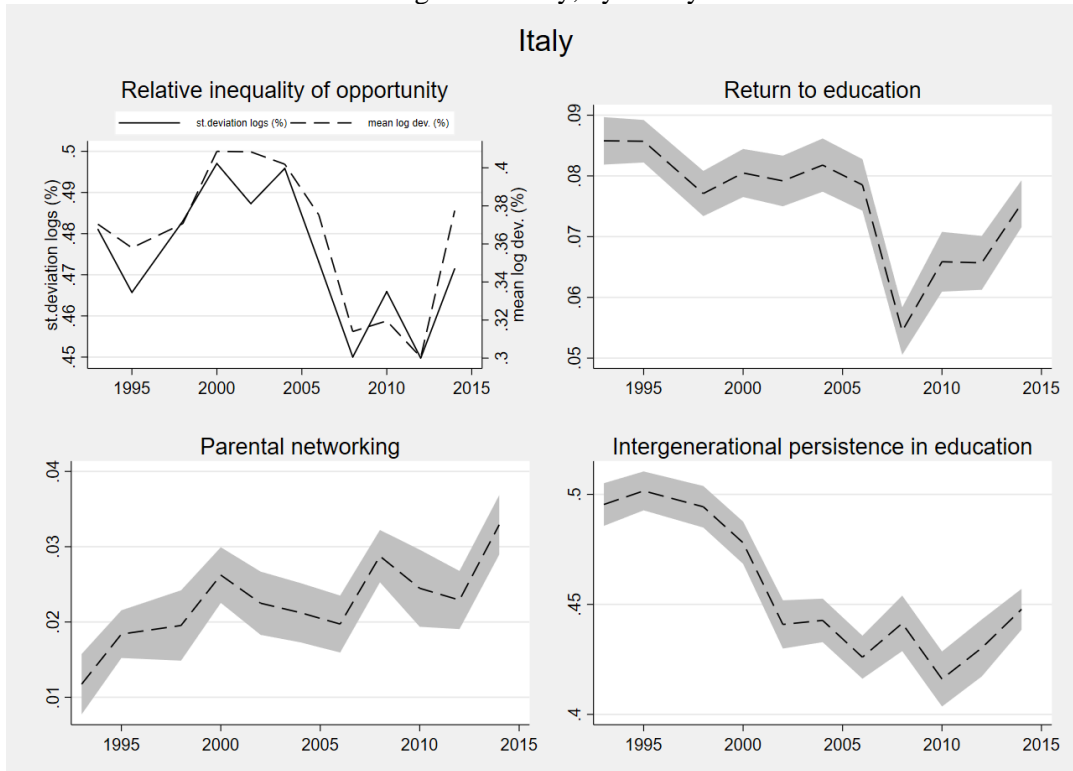 Italy
Relative inequality of opportunity
st.deviation logs (%) mean log dev. (%)
st.deviation logs (%)
.5
.49
.48
.47
.46
.45
mean log dev. (%)
.4
.38
.36
.34
.32
.3
1995 2000 2005 2010 2015
Return to education
.09
.08
.07
.06
.05
1995 2000 2005 2010 2015
Parental networking
.04
.03
.02
.01
1995 2000 2005 2010 2015
Intergenerational persistence in education
.5
.45
.4
1995 2000 2005 2010 2015